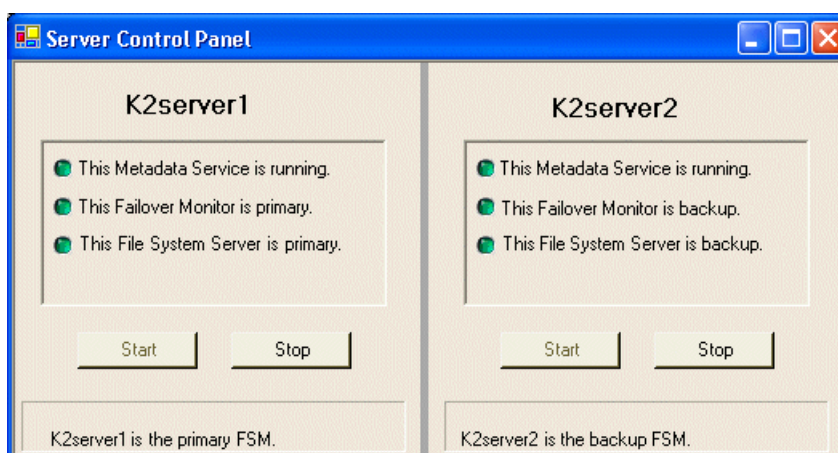 Server Control Panel
K2server1
This Metadata Service is running.
This Failover Monitor is primary.
This File System Server is primary.
Start
Stop
K2server1 is the primary FSM.
K2server2
This Metadata Service is running.
This Failover Monitor is backup.
This File System Server is backup.
Start
Stop
K2server2 is the backup FSM.